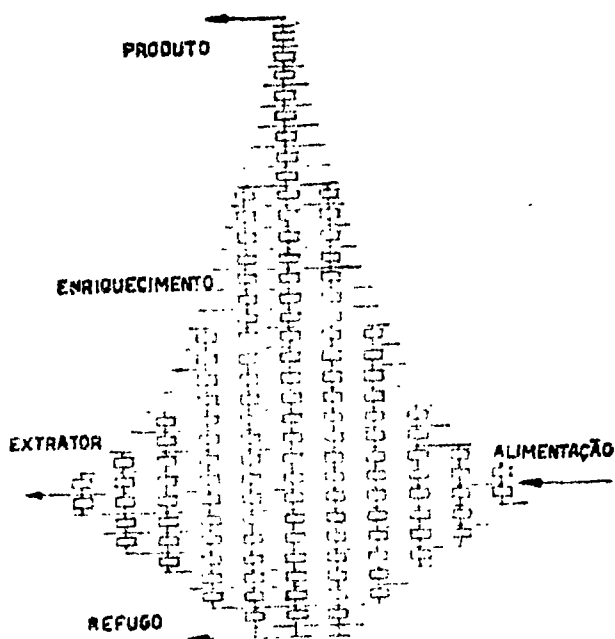 PRODUTO
ENRIQUECIMENTO
EXTRATOR
ALIMENTAÇÃO
REFUGO